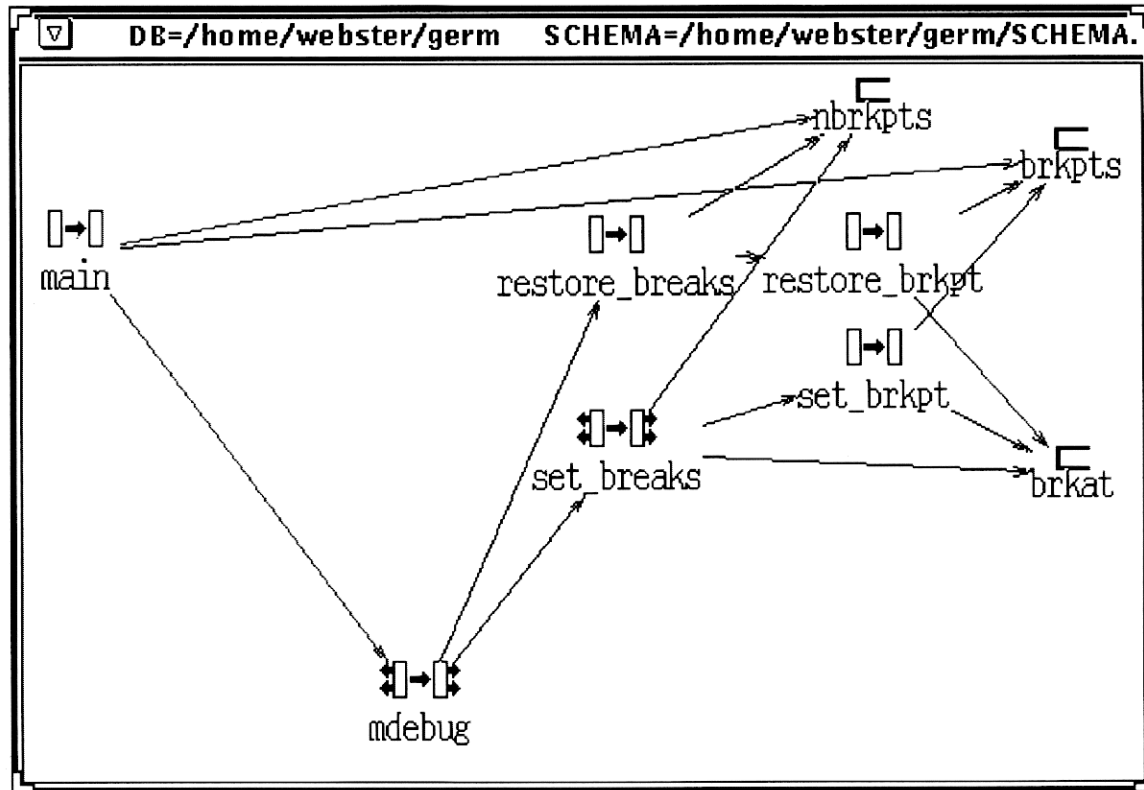 DB=/home/webster/germ SCHEMA=/home/webster/germ/SCHEMA.
nbrkpts
brkpts
main
restore_breaks
restore_brkpt
set_brkpt
set_breaks
brkat
mdebug